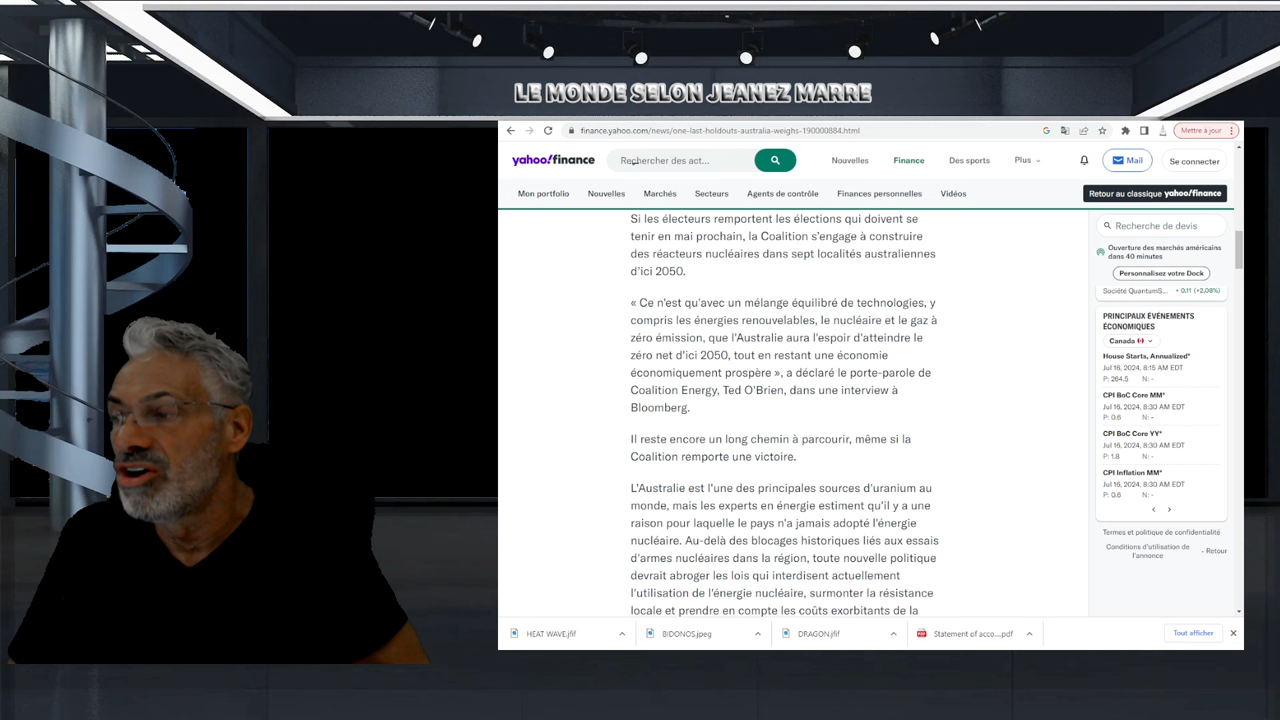 LE MONDE SELON JEANEZ MARRE
finance.yahoo.com/news/one-last-holdouts-australia-weighs-190000884.html
Mettre à jour
yahoo!finance
Rechercher des act...
Nouvelles
Finance
Des sports
Plus
Mail
Se connecter
Mon portfolio
Nouvelles
Marchés
Secteurs
Agents de contrôle
Finances personnelles
Vidéos
Retour au classique yahoo!finance
Si les électeurs remportent les élections qui doivent se
tenir en mai prochain, la Coalition s'engage à construire
des réacteurs nucléaires dans sept localités australiennes
d'ici 2050.
« Ce n'est qu'avec un mélange équilibré de technologies, y
compris les énergies renouvelables, le nucléaire et le gaz à
zéro émission, que l'Australie aura l'espoir d'atteindre le
zéro net d'ici 2050, tout en restant une économie
économiquement prospère », a déclaré le porte-parole de
Coalition Energy, Ted O'Brien, dans une interview à
Bloomberg.
Il reste encore un long chemin à parcourir, même si la
Coalition remporte une victoire.
L'Australie est l'une des principales sources d'uranium au
monde, mais les experts en énergie estiment qu'il y a une
raison pour laquelle le pays n'a jamais adopté l'énergie
nucléaire. Au-delà des blocages historiques liés aux essais
d'armes nucléaires dans la région, toute nouvelle politique
devrait abroger les lois qui interdisent actuellement
l'utilisation de l'énergie nucléaire, surmonter la résistance
locale et prendre en compte les coûts exorbitants de la
Recherche de devis
Ouverture des marchés américains
dans 40 minutes
Personnalisez votre Dock
Société QuantumS... + 0,11 (+2,08%)
PRINCIPAUX ÉVÉNEMENTS
ÉCONOMIQUES
Canada
House Starts, Annualized*
Jul 16, 2024, 8:15 AM EDT
P: 264.5 N: -
CPI BoC Core MM*
Jul 16, 2024, 8:30 AM EDT
P: 0.6 N: -
CPI BoC Core YY*
Jul 16, 2024, 8:30 AM EDT
P: 1.8 N: -
CPI Inflation MM*
Jul 16, 2024, 8:30 AM EDT
P: 0.6 N: -
Termes et politique de confidentialité
Conditions d'utilisation de
l'annonce
- Retour
HEAT WAVE.jfif
BIDONOS.jpeg
DRAGON.jfif
Statement of acco....pdf
Tout afficher